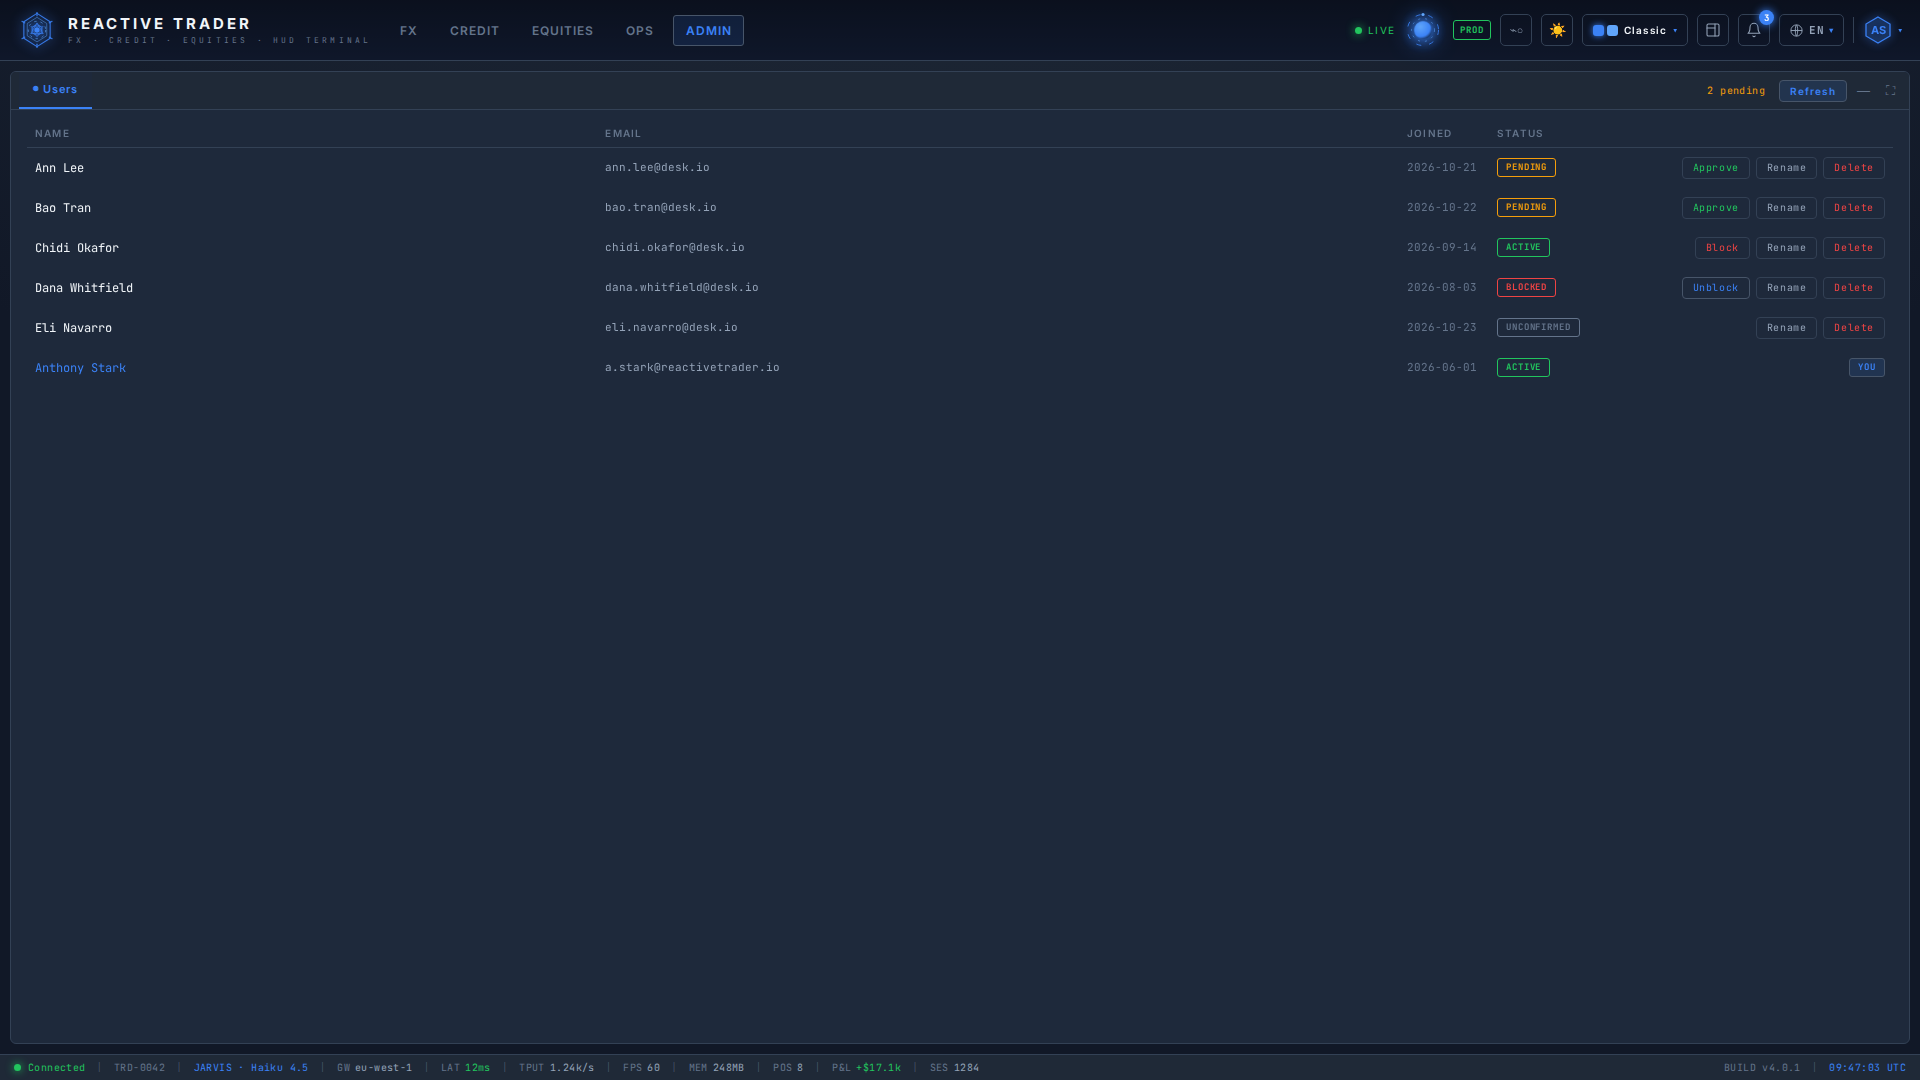 REACTIVE TRADER
FX · CREDIT · EQUITIES · HUD TERMINAL
FX CREDIT EQUITIES OPS ADMIN
LIVE PROD Classic 3 EN AS
Users
2 pending Refresh
NAME EMAIL JOINED STATUS
Ann Lee ann.lee@desk.io 2026-10-21 PENDING Approve Rename Delete
Bao Tran bao.tran@desk.io 2026-10-22 PENDING Approve Rename Delete
Chidi Okafor chidi.okafor@desk.io 2026-09-14 ACTIVE Block Rename Delete
Dana Whitfield dana.whitfield@desk.io 2026-08-03 BLOCKED Unblock Rename Delete
Eli Navarro eli.navarro@desk.io 2026-10-23 UNCONFIRMED Rename Delete
Anthony Stark a.stark@reactivetrader.io 2026-06-01 ACTIVE YOU
Connected TRD-0042 JARVIS · Haiku 4.5 GW eu-west-1 LAT 12ms TPUT 1.24k/s FPS 60 MEM 248MB POS 8 P&L +$17.1k SES 1284 BUILD v4.0.1 09:47:03 UTC